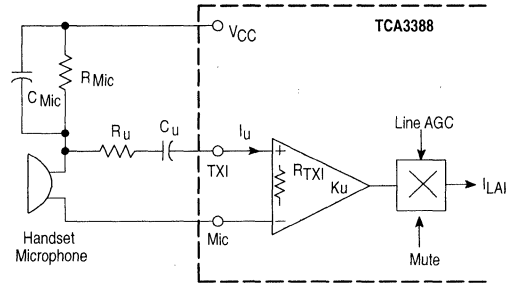 TCA3388
VCC
RMic
CMic
Ru
Cu
Iu
TXI
RTXI
Ku
Line AGC
ILAI
Mic
Handset
Microphone
Mute